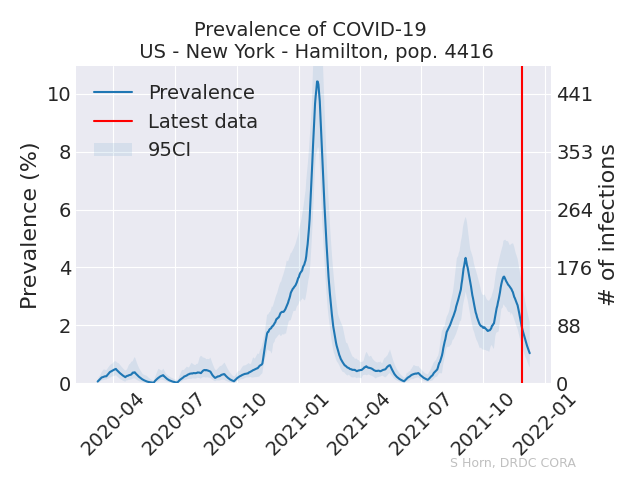 Prevalence of COVID-19
US - New York - Hamilton, pop. 4416
Prevalence
Latest data
95CI
Prevalence (%)
10
8
6
4
2
0
441
353
264
176
88
0
# of infections
2020-04
2020-07
2020-10
2021-01
2021-04
2021-07
2021-10
2022-01
S Horn, DRDC CORA